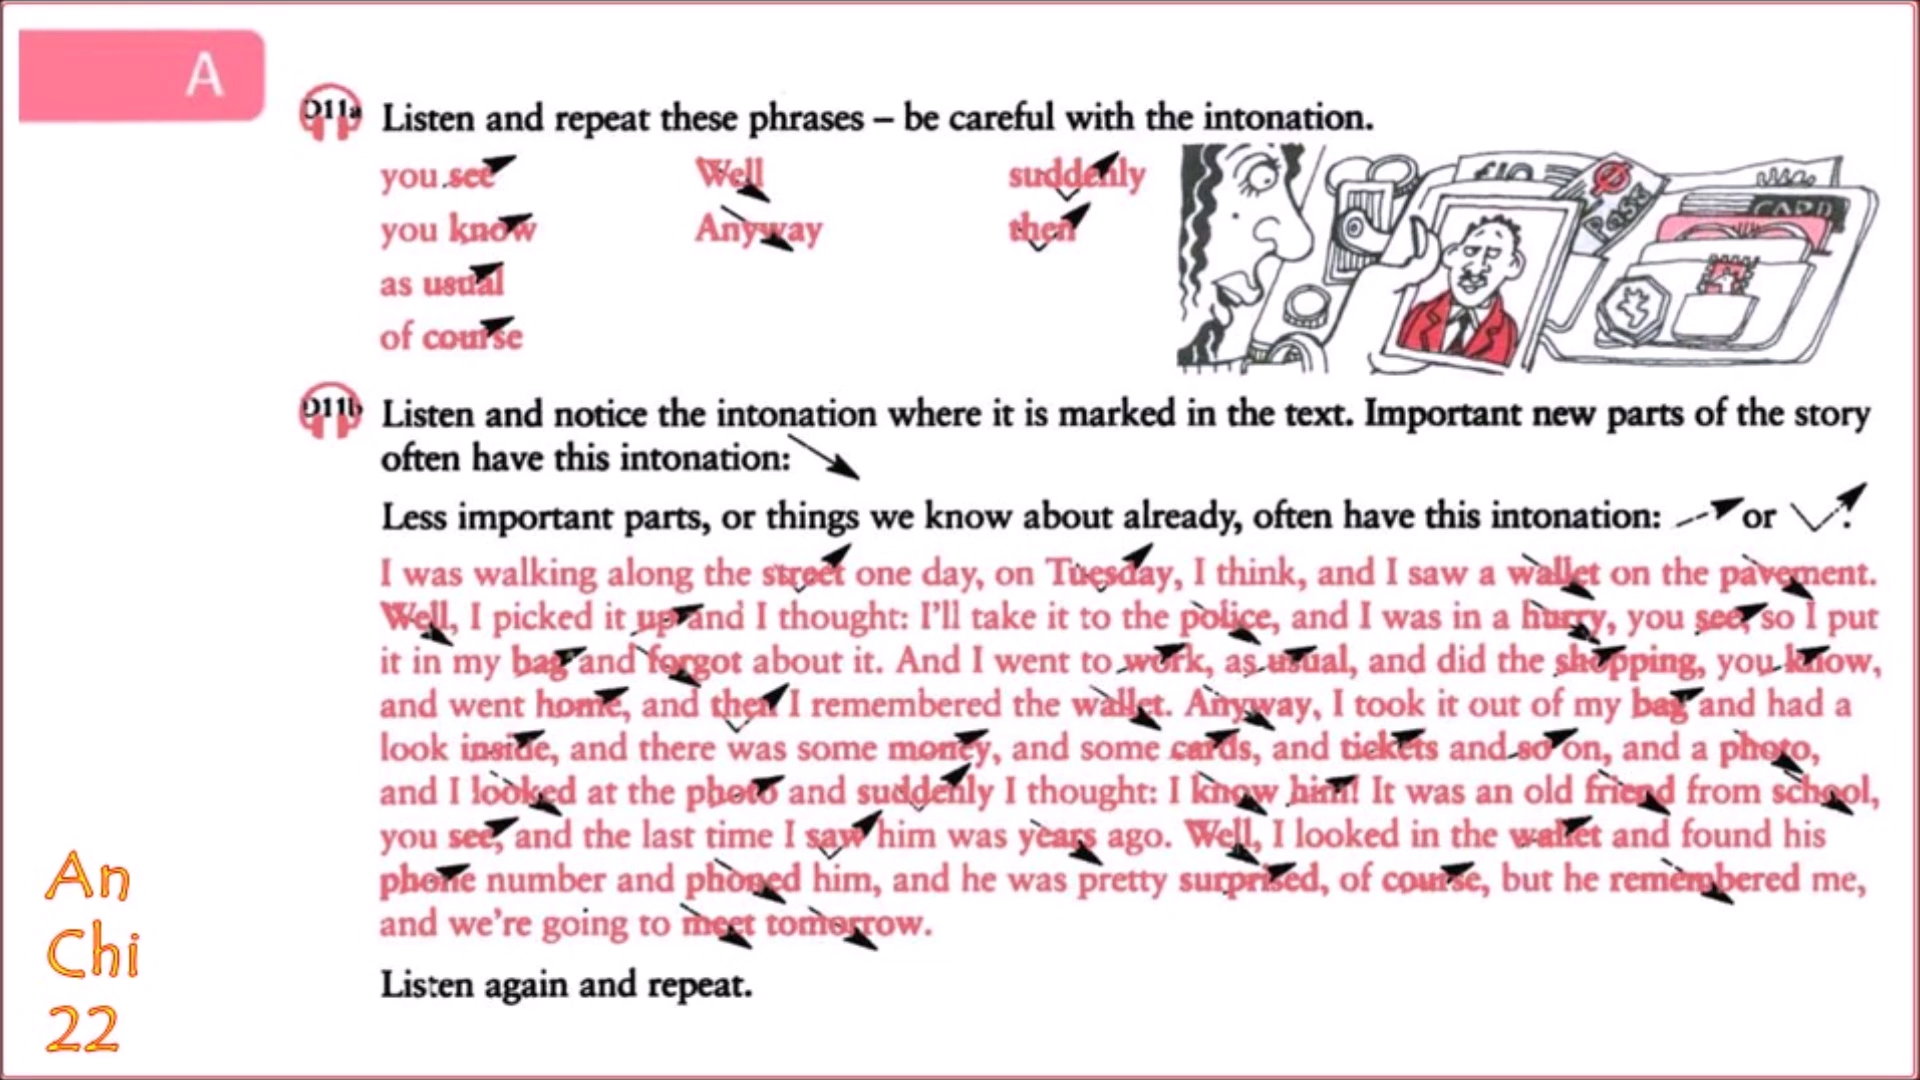 A
D11a Listen and repeat these phrases – be careful with the intonation.
you see Well suddenly
you know Anyway then
as usual
of course
£10 Post CARD
D11b Listen and notice the intonation where it is marked in the text. Important new parts of the story
often have this intonation:
Less important parts, or things we know about already, often have this intonation: or .
I was walking along the street one day, on Tuesday, I think, and I saw a wallet on the pavement.
Well, I picked it up and I thought: I'll take it to the police, and I was in a hurry, you see, so I put
it in my bag and forgot about it. And I went to work, as usual, and did the shopping, you know,
and went home, and then I remembered the wallet. Anyway, I took it out of my bag and had a
look inside, and there was some money, and some cards, and tickets and so on, and a photo,
and I looked at the photo and suddenly I thought: I know him! It was an old friend from school,
you see, and the last time I saw him was years ago. Well, I looked in the wallet and found his
phone number and phoned him, and he was pretty surprised, of course, but he remembered me,
and we're going to meet tomorrow.
Listen again and repeat.
An
Chi
22